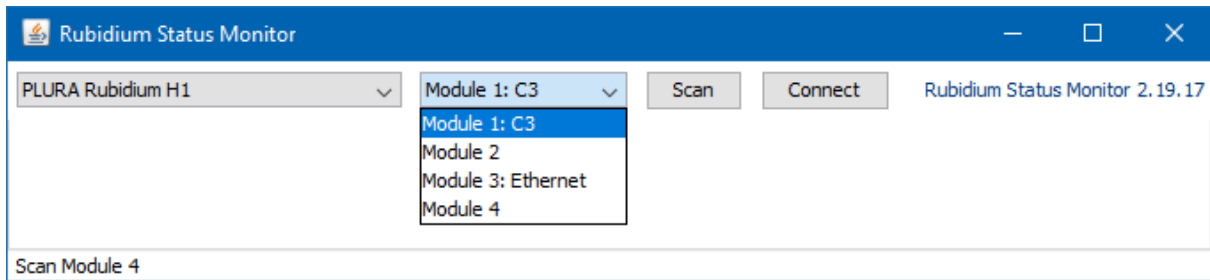 Rubidium Status Monitor
PLURA Rubidium H1
Module 1: C3
Scan
Connect
Rubidium Status Monitor 2.19.17
Module 1: C3
Module 2
Module 3: Ethernet
Module 4
Scan Module 4